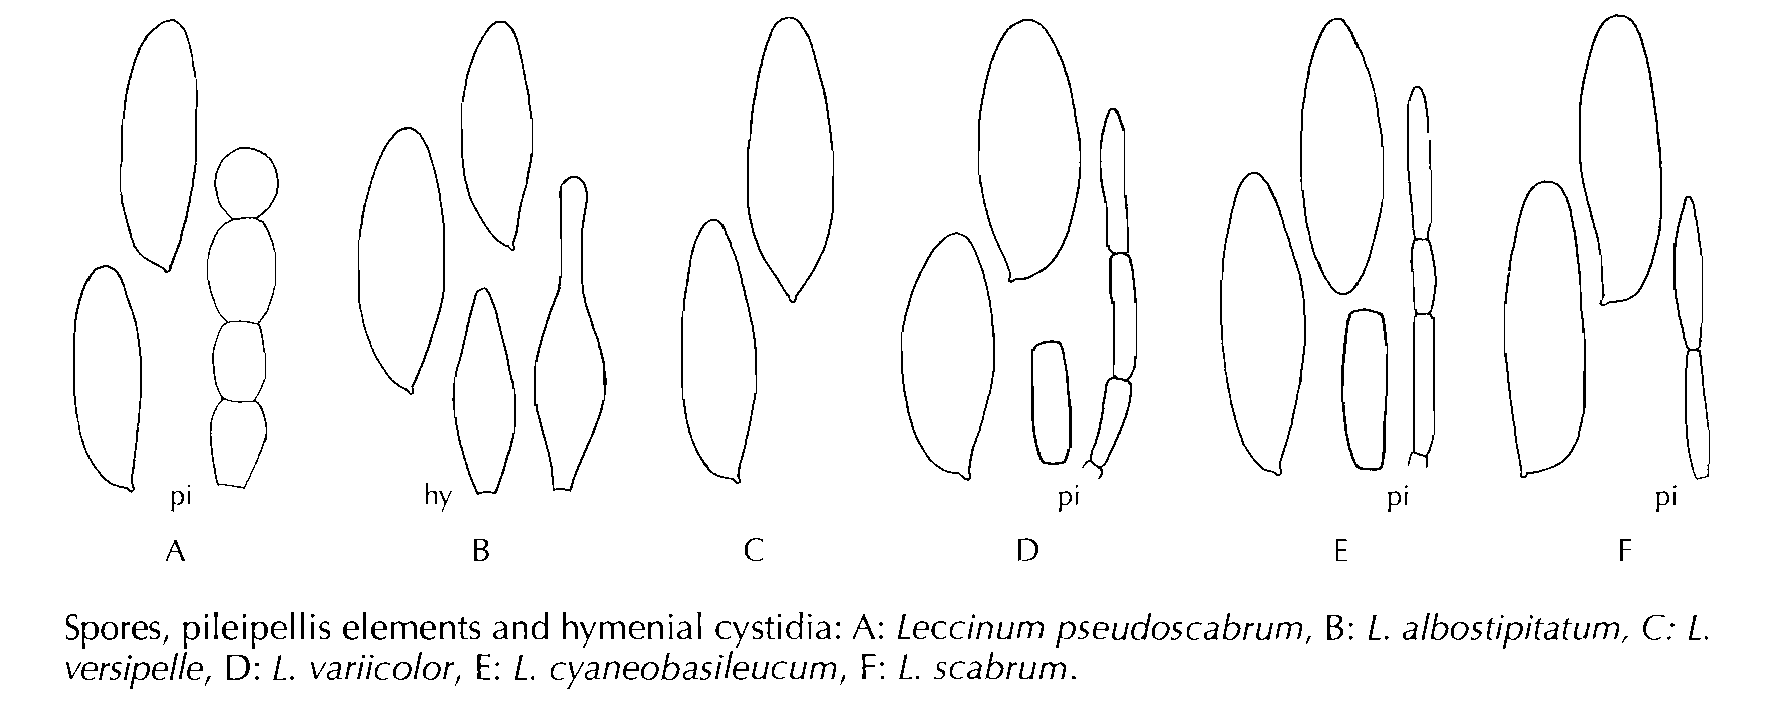 pi hy pi pi pi
A B C D E F
Spores, pileipellis elements and hymenial cystidia: A: Leccinum pseudoscabrum, B: L. albostipitatum, C: L.
versipelle, D: L. variicolor, E: L. cyaneobasileucum, F: L. scabrum.